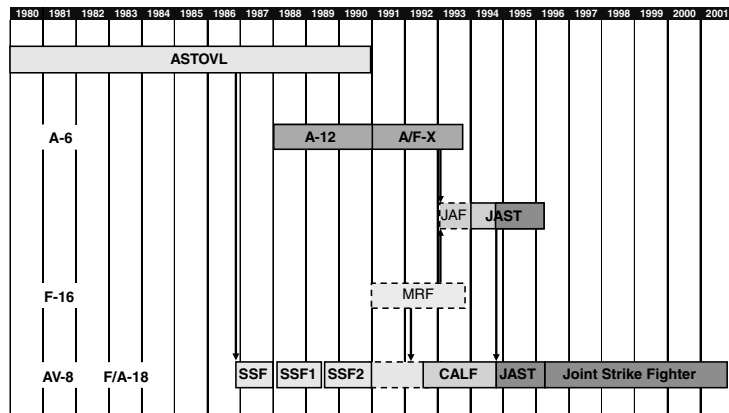 1980 1981 1982 1983 1984 1985 1986 1987 1988 1989 1990 1991 1992 1993 1994 1995 1996 1997 1998 1999 2000 2001
ASTOVL
A-6 A-12 A/F-X
JAF JAST
F-16 MRF
AV-8 F/A-18 SSF SSF1 SSF2 CALF JAST Joint Strike Fighter